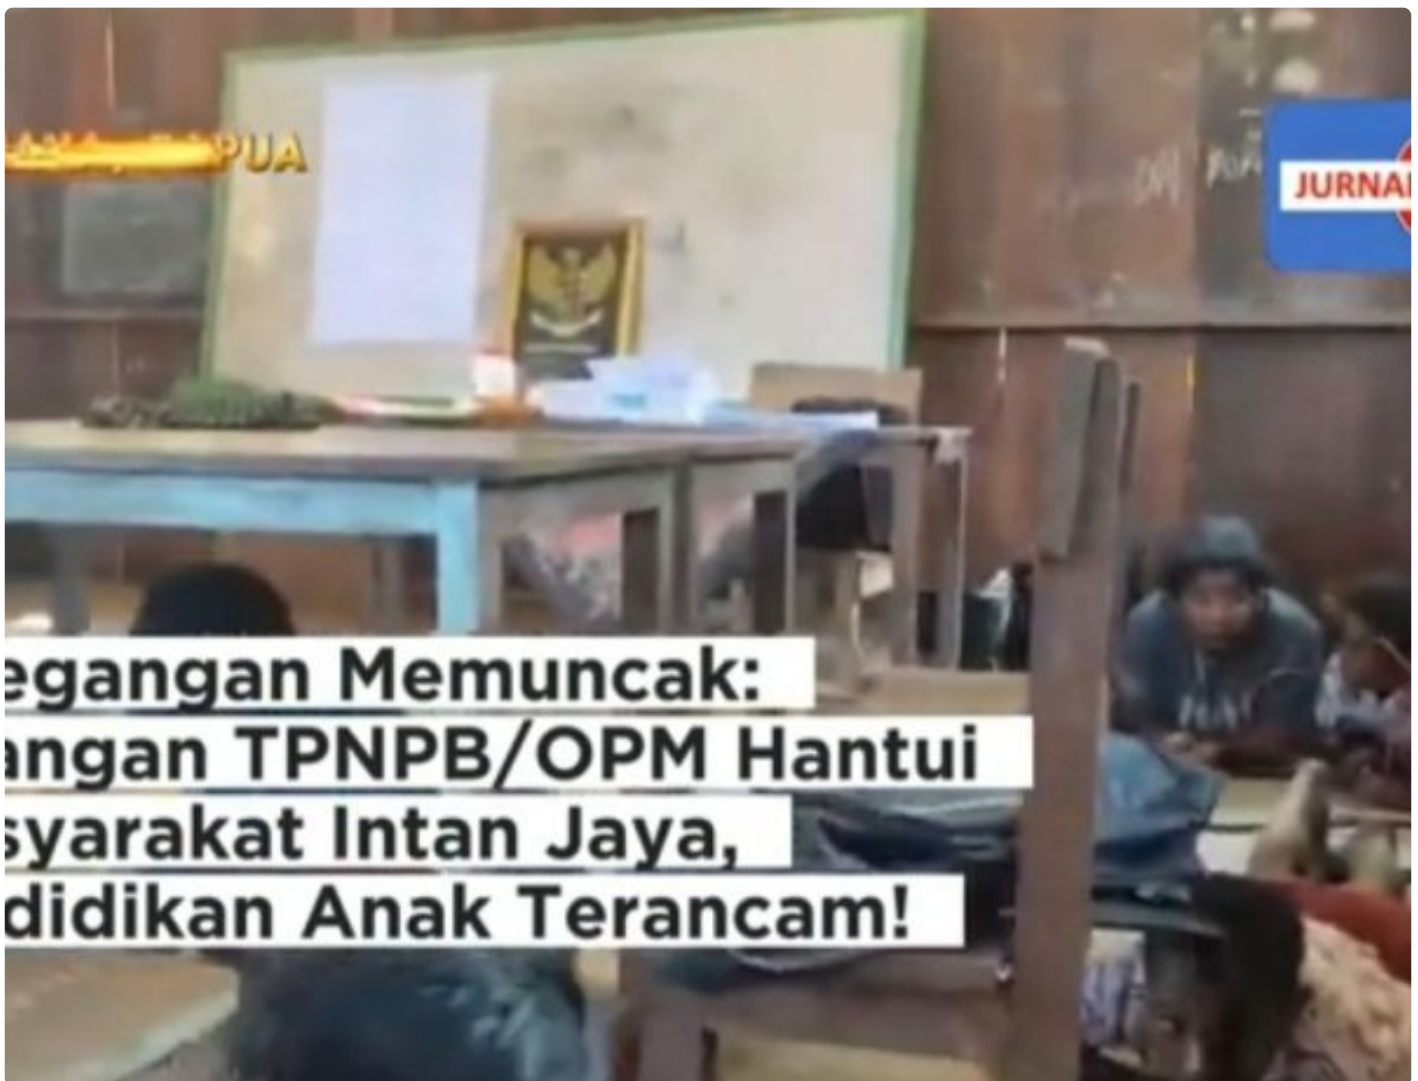 PUA
JURNA
egangan Memuncak:
angan TPNPB/OPM Hantui
syarakat Intan Jaya,
didikan Anak Terancam!